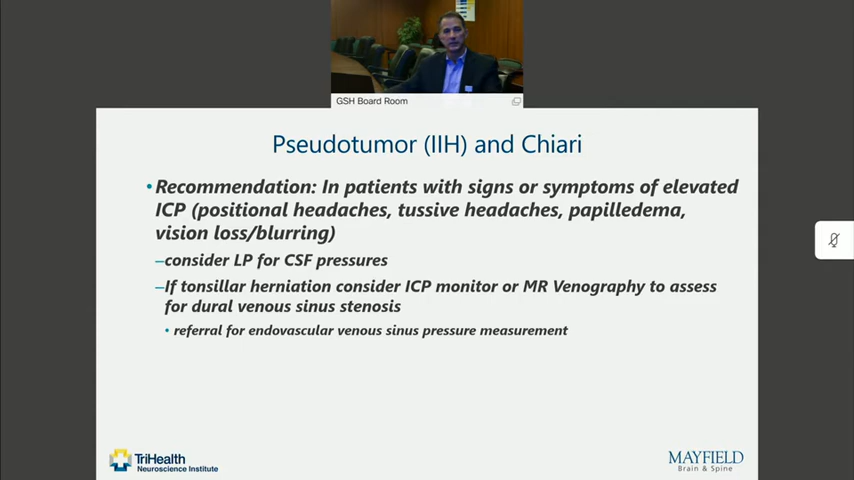 GSH Board Room
Pseudotumor (IIH) and Chiari
• Recommendation: In patients with signs or symptoms of elevated
ICP (positional headaches, tussive headaches, papilledema,
vision loss/blurring)
–consider LP for CSF pressures
–If tonsillar herniation consider ICP monitor or MR Venography to assess
for dural venous sinus stenosis
• referral for endovascular venous sinus pressure measurement
TriHealth
Neuroscience Institute
MAYFIELD
Brain & Spine